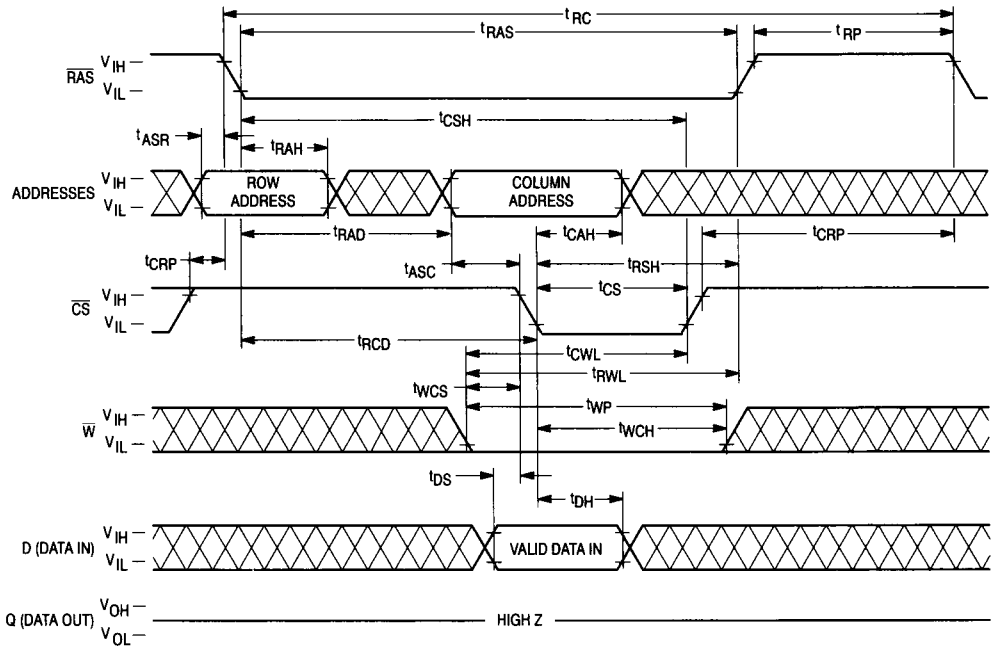 tRC
tRAS
tRP
RAS
VIH
VIL
tCSH
tASR
tRAH
ADDRESSES
VIH
VIL
ROW
ADDRESS
COLUMN
ADDRESS
tRAD
tCAH
tCRP
tCRP
tASC
tRSH
tCS
CS
VIH
VIL
tRCD
tCWL
tRWL
tWCS
tWP
W
VIH
VIL
tWCH
tDS
tDH
D (DATA IN)
VIH
VIL
VALID DATA IN
Q (DATA OUT)
VOH
VOL
HIGH Z